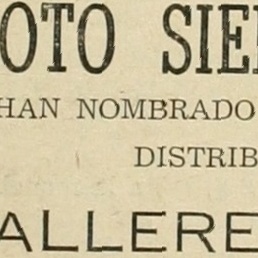 OTO SIE
HAN NOMBRADO
DISTRIB
ALLERE